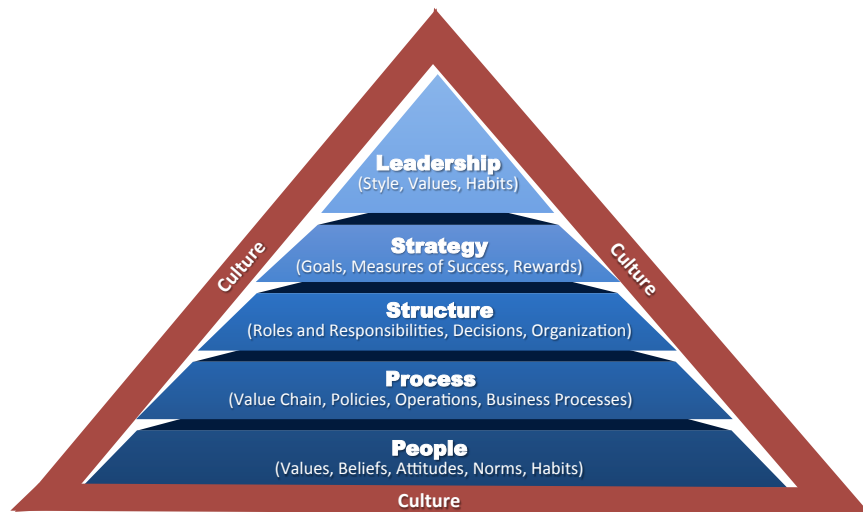 Leadership
(Style, Values, Habits)
Culture
Culture
Strategy
(Goals, Measures of Success, Rewards)
Structure
(Roles and Responsibilities, Decisions, Organization)
Process
(Value Chain, Policies, Operations, Business Processes)
People
(Values, Beliefs, Attitudes, Norms, Habits)
Culture